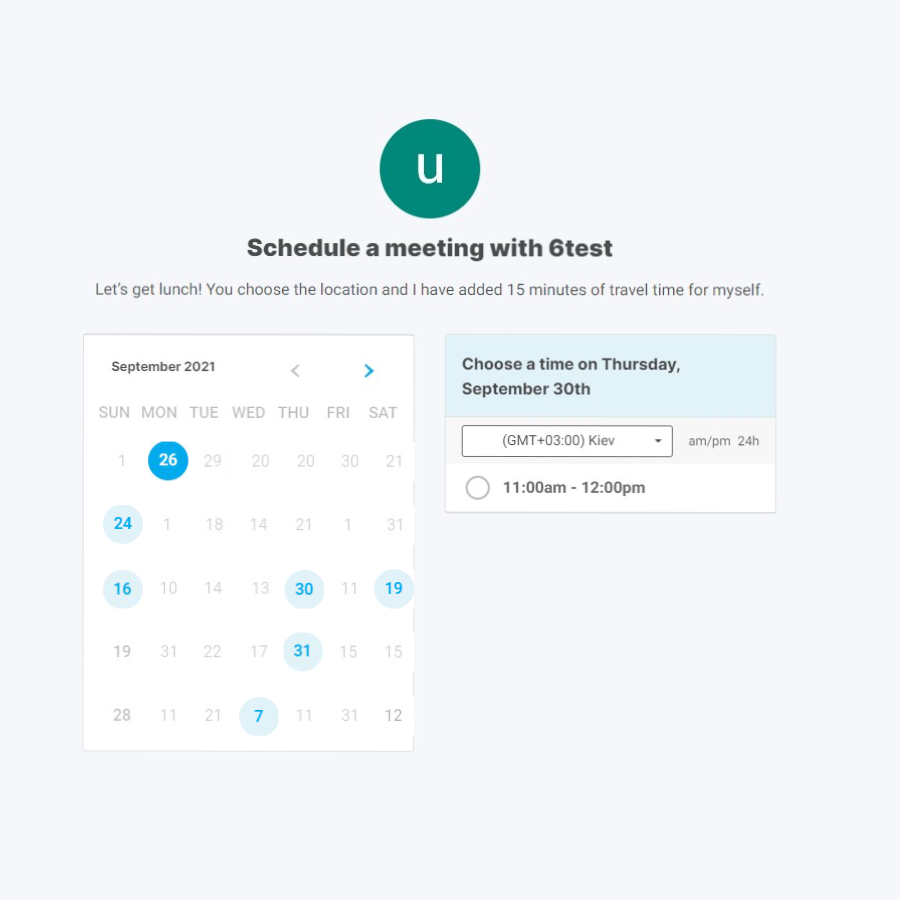 u
Schedule a meeting with 6test
Let's get lunch! You choose the location and I have added 15 minutes of travel time for myself.
September 2021
SUN MON TUE WED THU FRI SAT
1 26 29 20 20 30 21
24 1 18 14 21 1 31
16 10 14 13 30 11 19
19 31 22 17 31 15 15
28 11 21 7 11 31 12
Choose a time on Thursday,
September 30th
(GMT+03:00) Kiev am/pm 24h
11:00am - 12:00pm